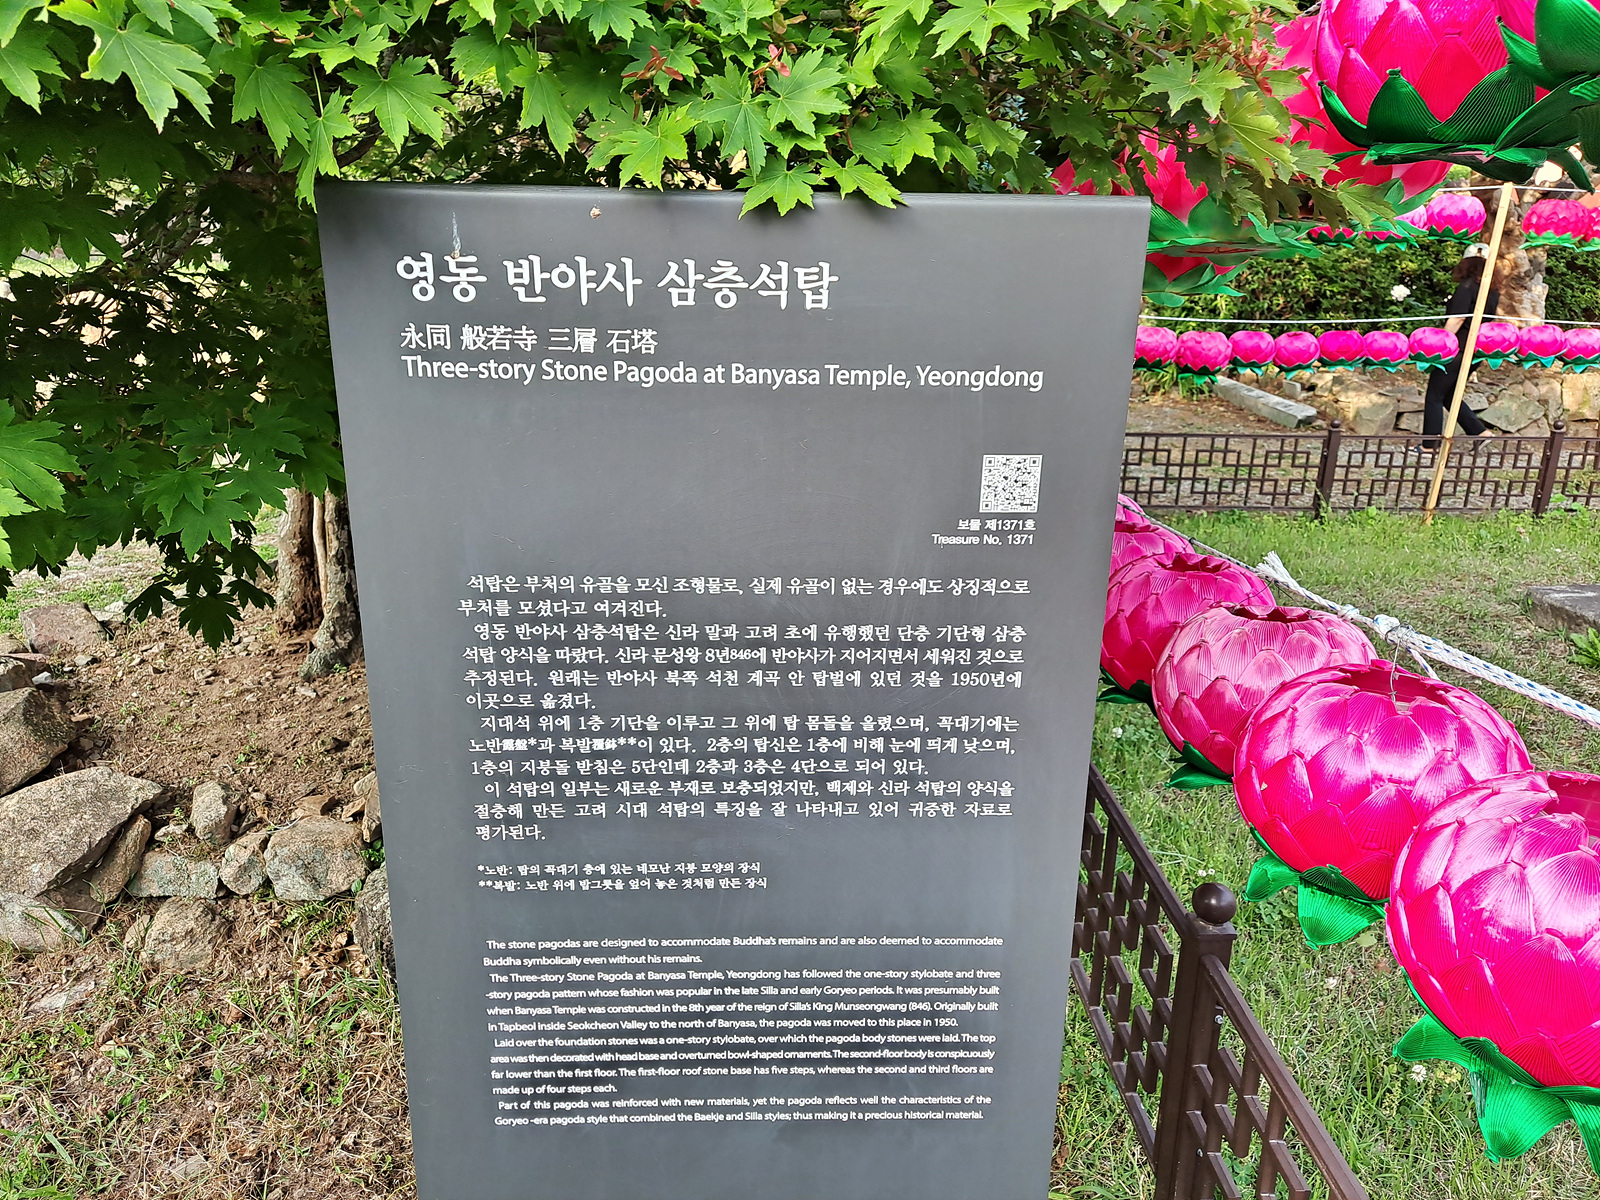 영동 반야사 삼층석탑
永同 般若寺 三層 石塔
Three-story Stone Pagoda at Banyasa Temple, Yeongdong
보물 제1371호
Treasure No. 1371
석탑은 부처의 유골을 모신 조형물로, 실제 유골이 없는 경우에도 상징적으로
부처를 모셨다고 여겨진다.
영동 반야사 삼층석탑은 신라 말과 고려 초에 유행했던 단층 기단형 삼층
석탑 양식을 따랐다. 신라 문성왕 8년846에 반야사가 지어지면서 세워진 것으로
추정된다. 원래는 반야사 북쪽 석천 계곡 안 탑벌에 있던 것을 1950년에
이곳으로 옮겼다.
지대석 위에 1층 기단을 이루고 그 위에 탑 몸돌을 올렸으며, 꼭대기에는
노반露盤*과 복발覆鉢**이 있다. 2층의 탑신은 1층에 비해 눈에 띄게 낮으며,
1층의 지붕돌 받침은 5단인데 2층과 3층은 4단으로 되어 있다.
이 석탑의 일부는 새로운 부재로 보충되었지만, 백제와 신라 석탑의 양식을
절충해 만든 고려 시대 석탑의 특징을 잘 나타내고 있어 귀중한 자료로
평가된다.
*노반: 탑의 꼭대기 층에 있는 네모난 지붕 모양의 장식
**복발: 노반 위에 밥그릇을 엎어 놓은 것처럼 만든 장식
The stone pagodas are designed to accommodate Buddha's remains and are also deemed to accommodate
Buddha symbolically even without his remains.
The Three-story Stone Pagoda at Banyasa Temple, Yeongdong has followed the one-story stylobate and three
-story pagoda pattern whose fashion was popular in the late Silla and early Goryeo periods. It was presumably built
when Banyasa Temple was constructed in the 8th year of the reign of Silla's King Munseongwang (846). Originally built
in Tapbeol inside Seokcheon Valley to the north of Banyasa, the pagoda was moved to this place in 1950.
Laid over the foundation stones was a one-story stylobate, over which the pagoda body stones were laid. The top
area was then decorated with head base and overturned bowl-shaped ornaments. The second-floor body is conspicuously
far lower than the first floor. The first-floor roof stone base has five steps, whereas the second and third floors are
made up of four steps each.
Part of this pagoda was reinforced with new materials, yet the pagoda reflects well the characteristics of the
Goryeo -era pagoda style that combined the Baekje and Silla styles; thus making it a precious historical material.